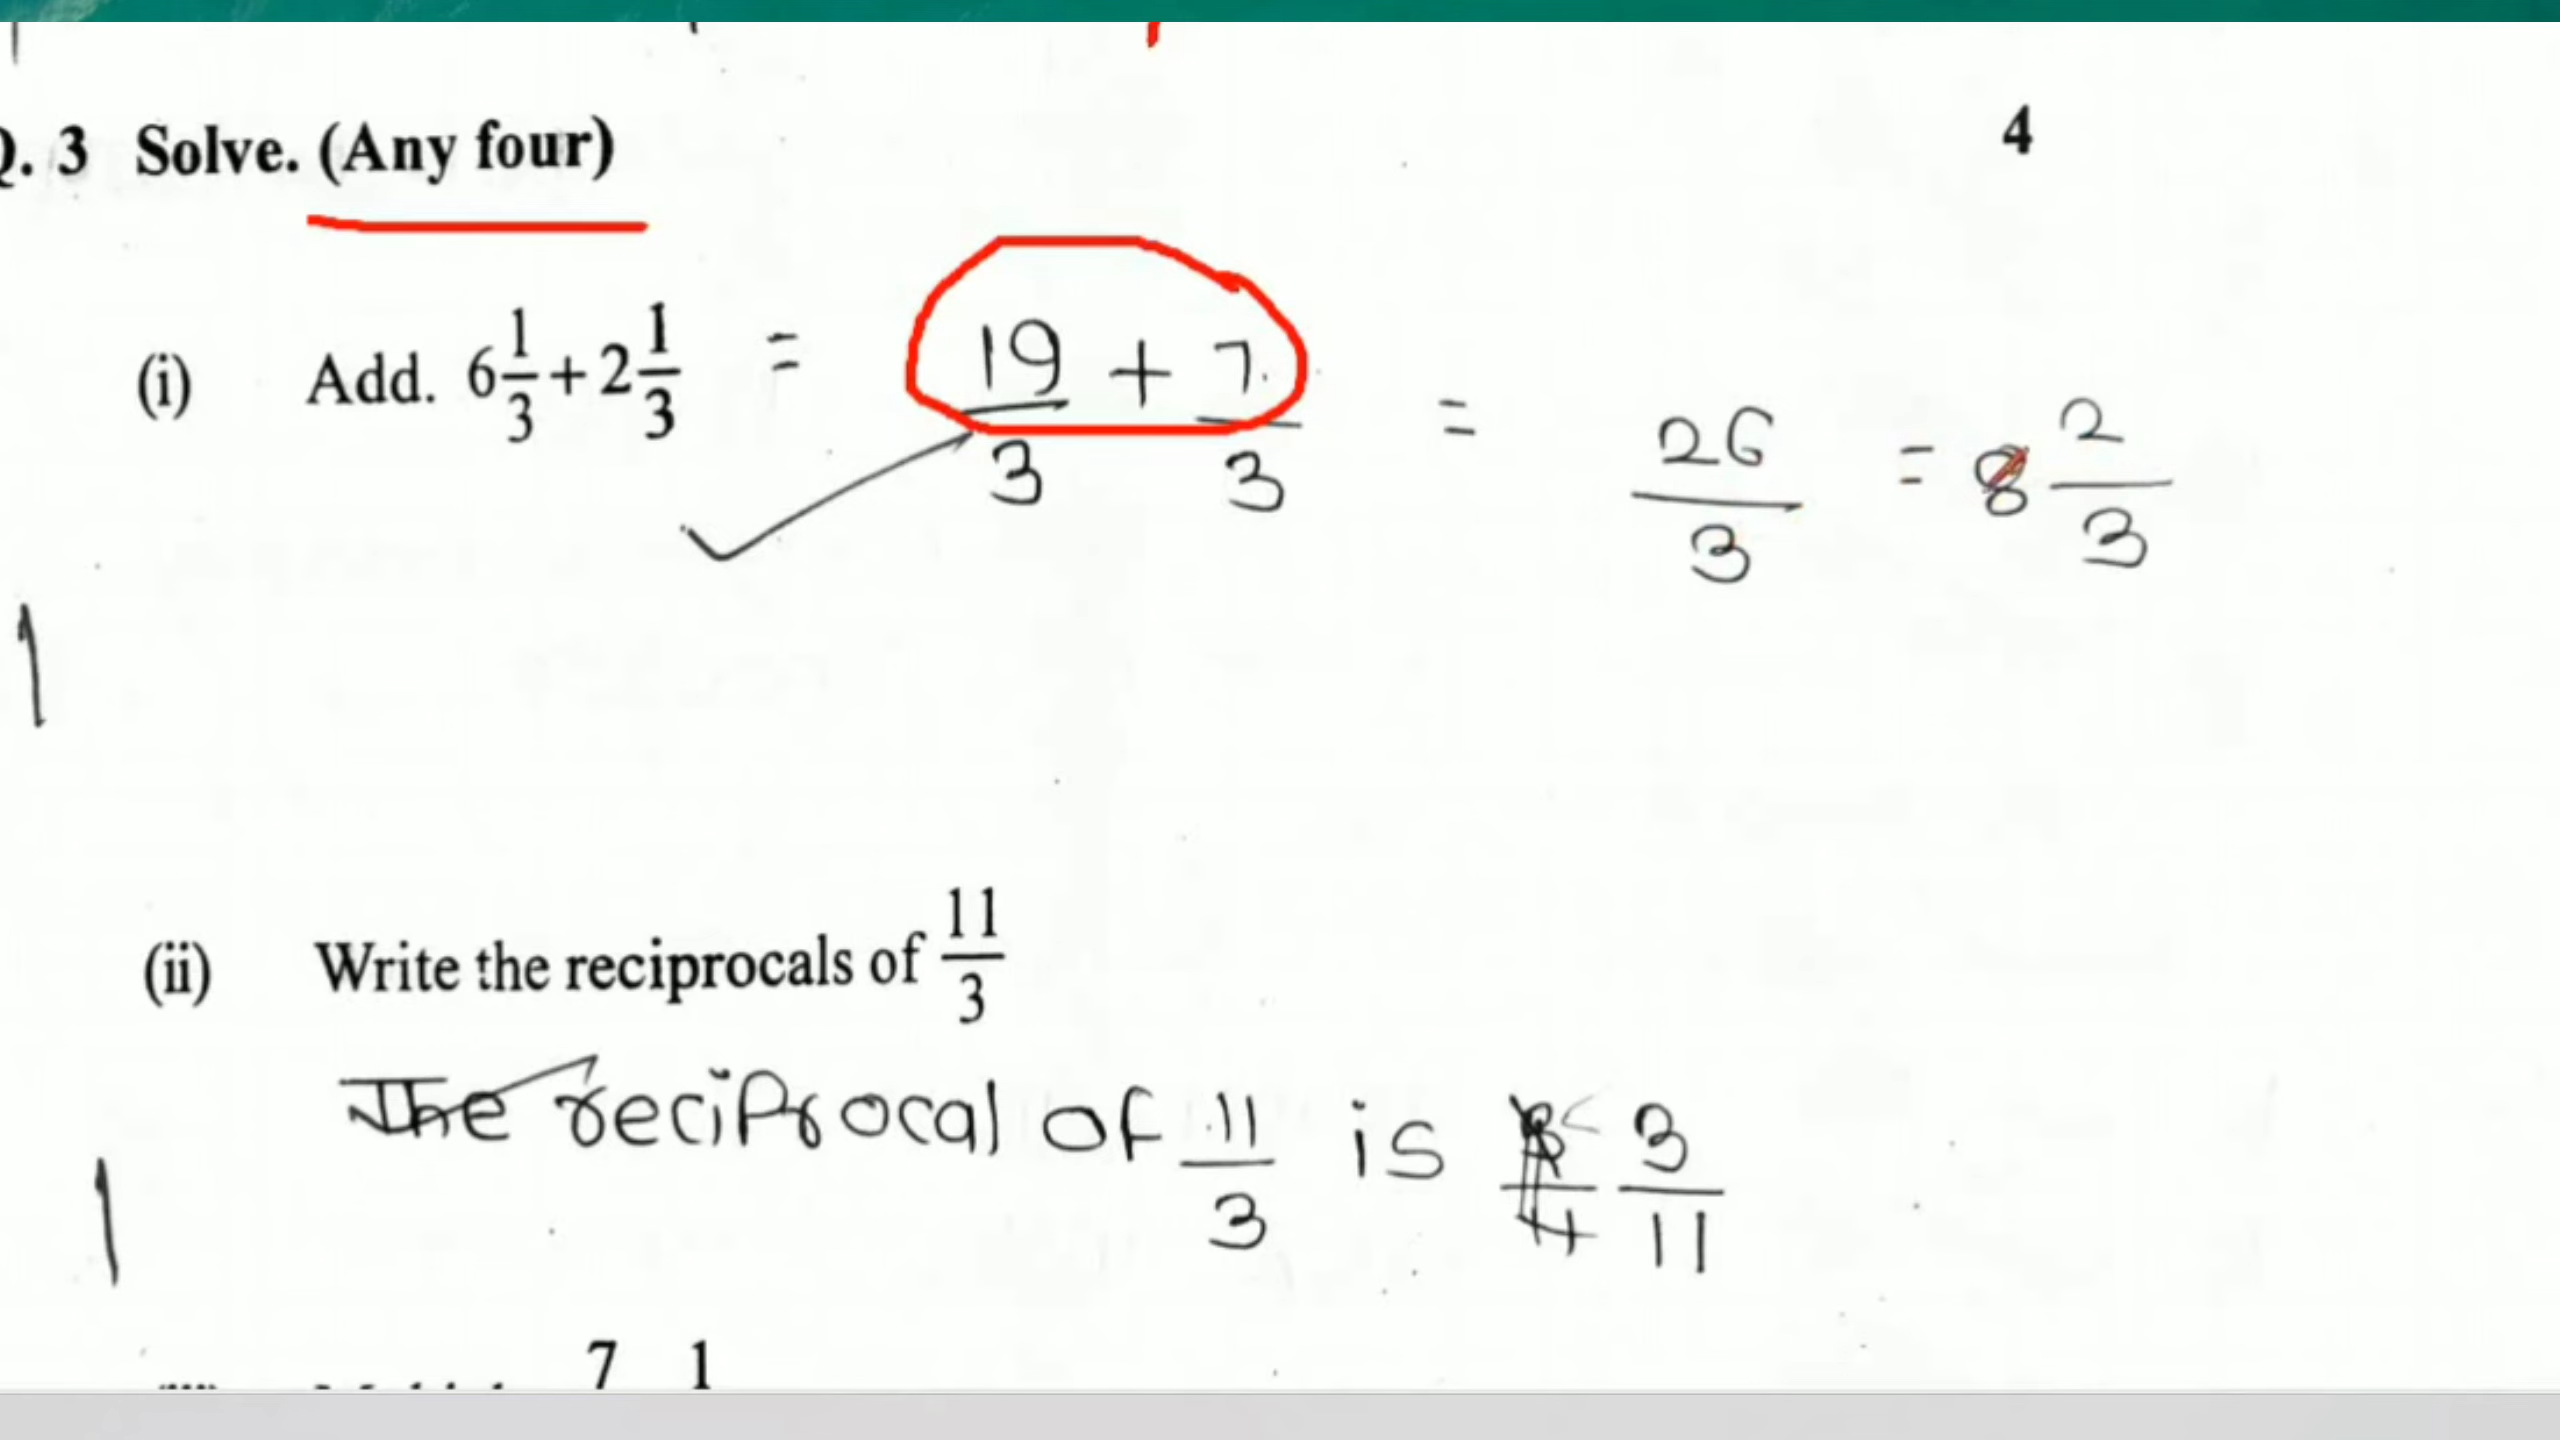 Q. 3 Solve. (Any four) 4
(i) Add. 6 1/3 + 2 1/3 = 19/3 + 7/3 = 26/3 = 8 2/3
1
(ii) Write the reciprocals of 11/3
The reciprocal of 11/3 is 3/11
1
7 1